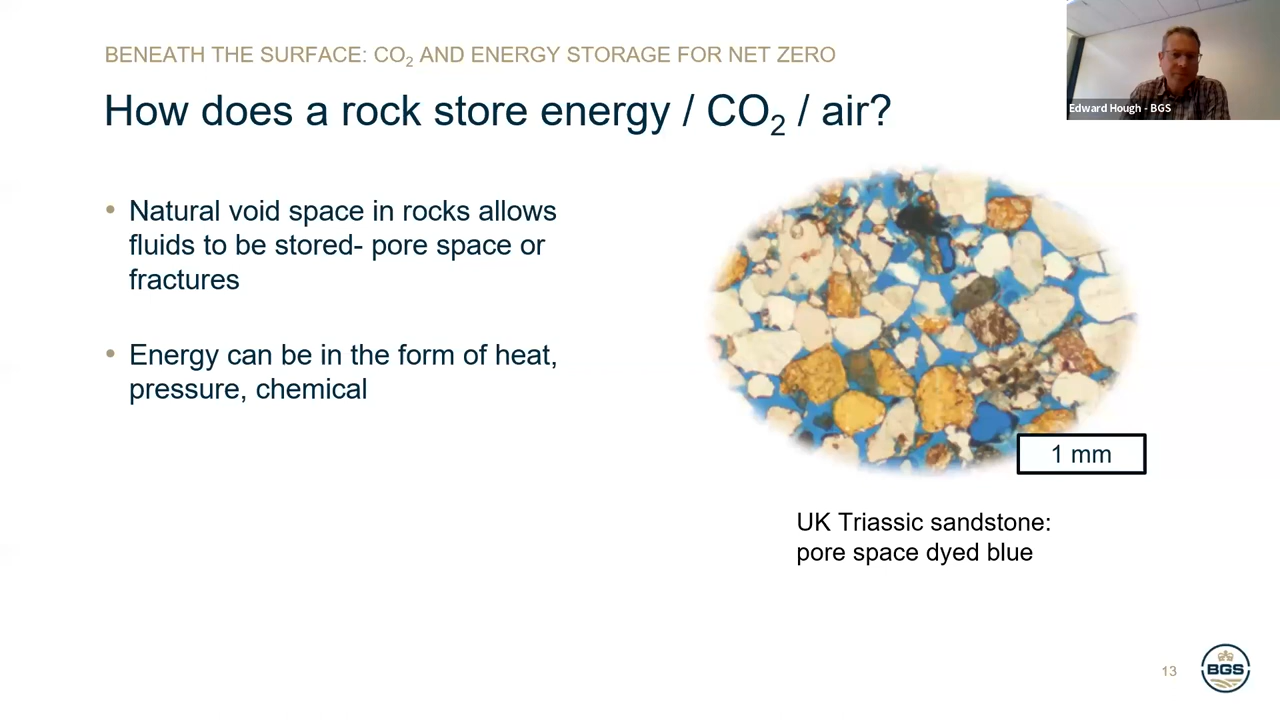 BENEATH THE SURFACE: CO₂ AND ENERGY STORAGE FOR NET ZERO
How does a rock store energy / CO₂ / air?
Edward Hough - BGS
• Natural void space in rocks allows
fluids to be stored- pore space or
fractures
• Energy can be in the form of heat,
pressure, chemical
1 mm
UK Triassic sandstone:
pore space dyed blue
13
BGS